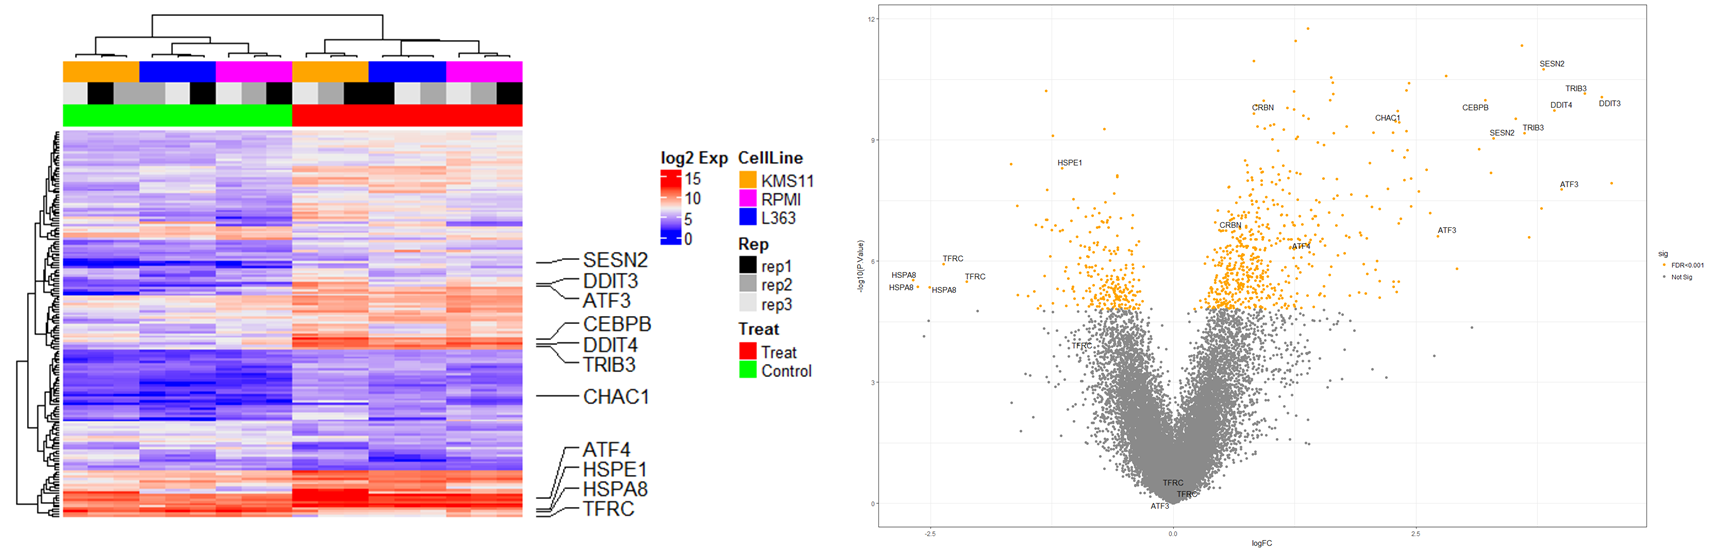 SESN2
DDIT3
ATF3
CEBPB
DDIT4
TRIB3
CHAC1
ATF4
HSPE1
HSPA8
TFRC
log2 Exp
15
10
5
0
CellLine
KMS11
RPMI
L363
Rep
rep1
rep2
rep3
Treat
Treat
Control
12
9
6
3
0
-log10(P.Value)
SESN2
TRIB3
DDIT3
CEBPB
DDIT4
CRBN
CHAC1
TRIB3
SESN2
HSPE1
ATF3
CRBN
ATF3
ATF4
TFRC
HSPA8
TFRC
HSPA8
HSPA8
TFRC
TFRC
TFRC
ATF3
-2.5
0.0
2.5
logFC
sig
FDR<0.001
Not Sig